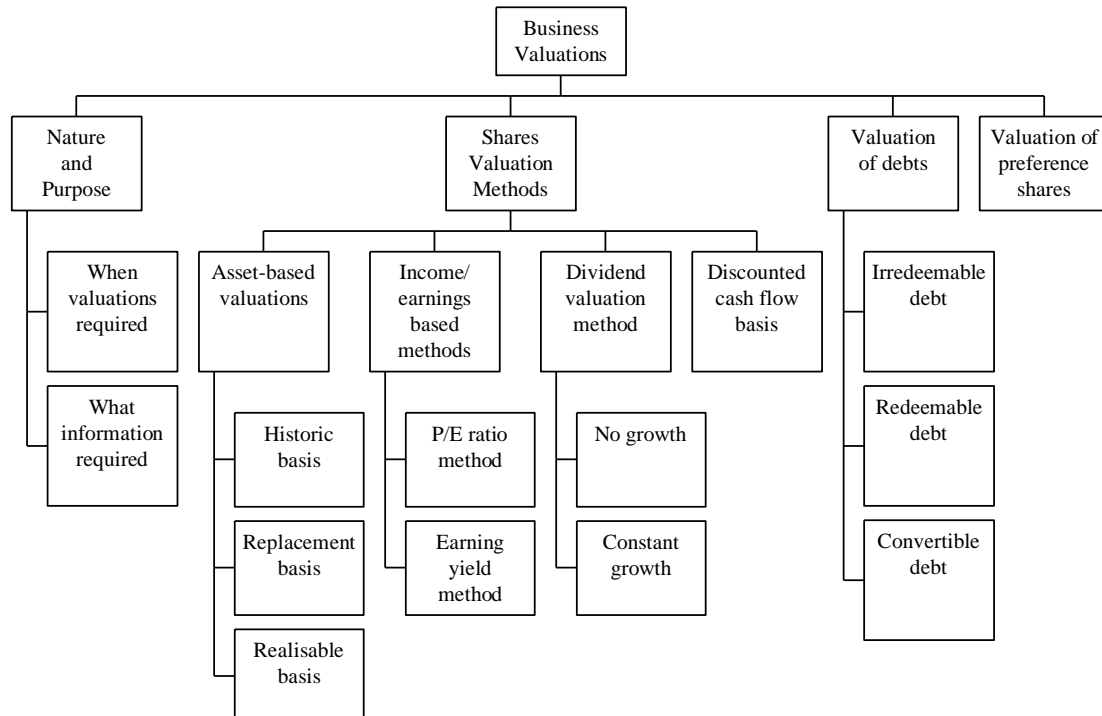 Business
Valuations
Nature
and
Purpose
Shares
Valuation
Methods
Valuation
of debts
Valuation of
preference
shares
When
valuations
required
What
information
required
Asset-based
valuations
Income/
earnings
based
methods
Dividend
valuation
method
Discounted
cash flow
basis
Historic
basis
Replacement
basis
Realisable
basis
P/E ratio
method
Earning
yield
method
No growth
Constant
growth
Irredeemable
debt
Redeemable
debt
Convertible
debt